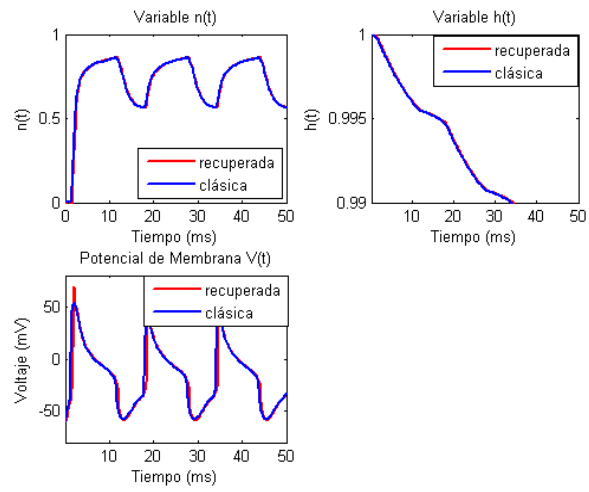 Variable n(t)
1
0.5
0
n(t)
recuperada
clásica
0 10 20 30 40 50
Tiempo (ms)
Variable h(t)
1
0.995
0.99
h(t)
recuperada
clásica
10 20 30 40 50
Tiempo (ms)
Potencial de Membrana V(t)
50
0
-50
Voltaje (mV)
recuperada
clásica
10 20 30 40 50
Tiempo (ms)